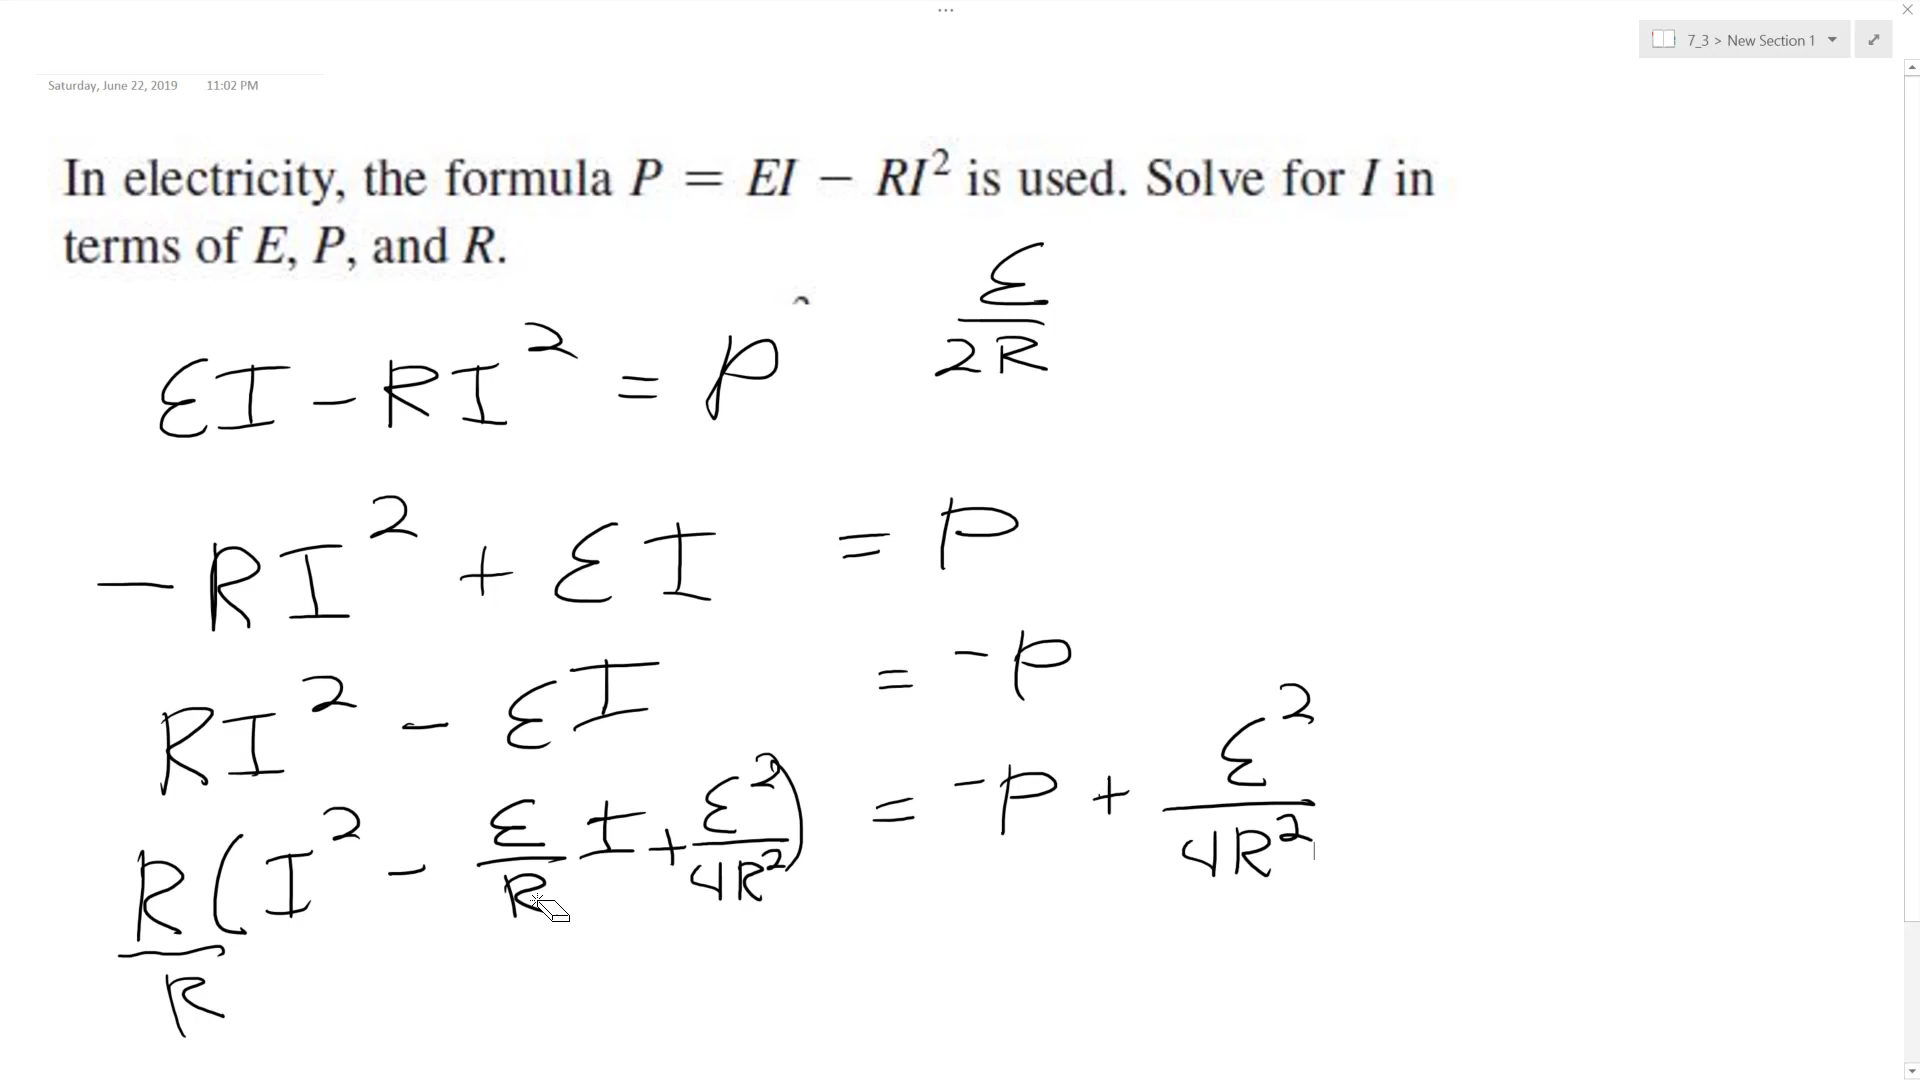 7_3 > New Section 1
Saturday, June 22, 2019 11:02 PM
In electricity, the formula P = EI − RI² is used. Solve for I in
terms of E, P, and R.
ℰ/2R
ℰI − RI² = P
−RI² + ℰI = P
RI² − ℰI = −P
R(I² − ℰ/R I + ℰ²/4R²) = −P + ℰ²/4R²
R